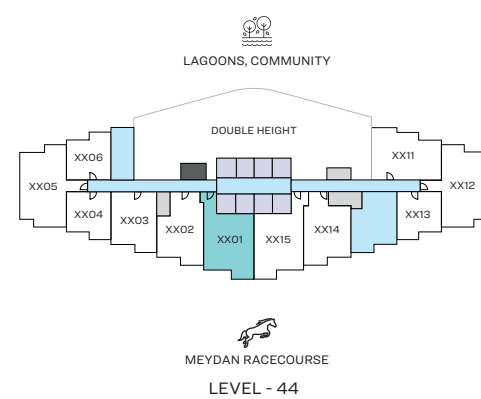 LAGOONS, COMMUNITY
DOUBLE HEIGHT
XX06
XX11
XX05
XX12
XX04
XX03
XX02
XX01
XX15
XX14
XX13
MEYDAN RACECOURSE
LEVEL - 44